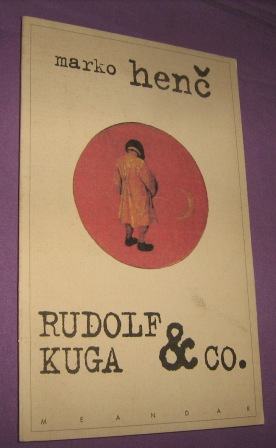 marko henč
RUDOLF
KUGA & CO.
MEANDAR